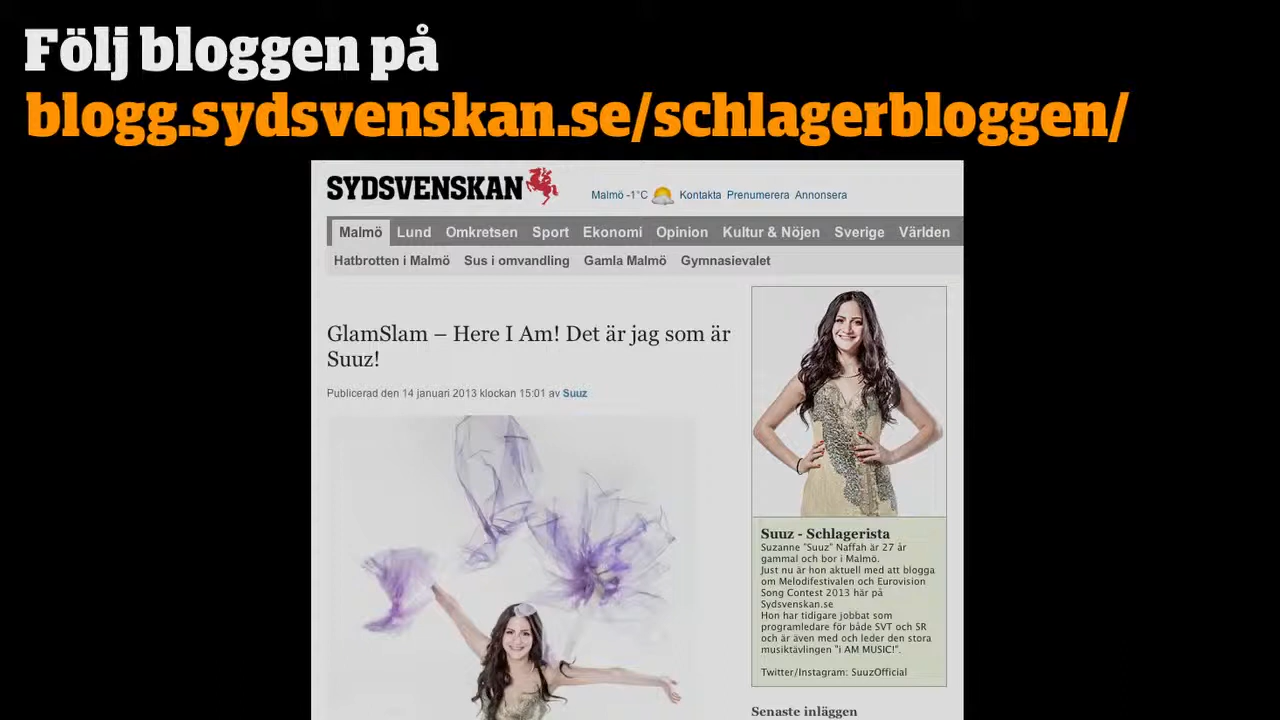 Följ bloggen på
blogg.sydsvenskan.se/schlagerbloggen/
SYDSVENSKAN
Malmö -1°C Kontakta Prenumerera Annonsera
Malmö Lund Omkretsen Sport Ekonomi Opinion Kultur & Nöjen Sverige Världen
Hatbrotten i Malmö Sus i omvandling Gamla Malmö Gymnasievalet
GlamSlam – Here I Am! Det är jag som är
Suuz!
Publicerad den 14 januari 2013 klockan 15:01 av Suuz
Suuz - Schlagerista
Suzanne "Suuz" Naffah är 27 år
gammal och bor i Malmö.
Just nu är hon aktuell med att blogga
om Melodifestivalen och Eurovision
Song Contest 2013 här på
Sydsvenskan.se
Hon har tidigare jobbat som
programledare för både SVT och SR
och är även med och leder den stora
musiktävlingen "i AM MUSIC!".
Twitter/Instagram: SuuzOfficial
Senaste inläggen